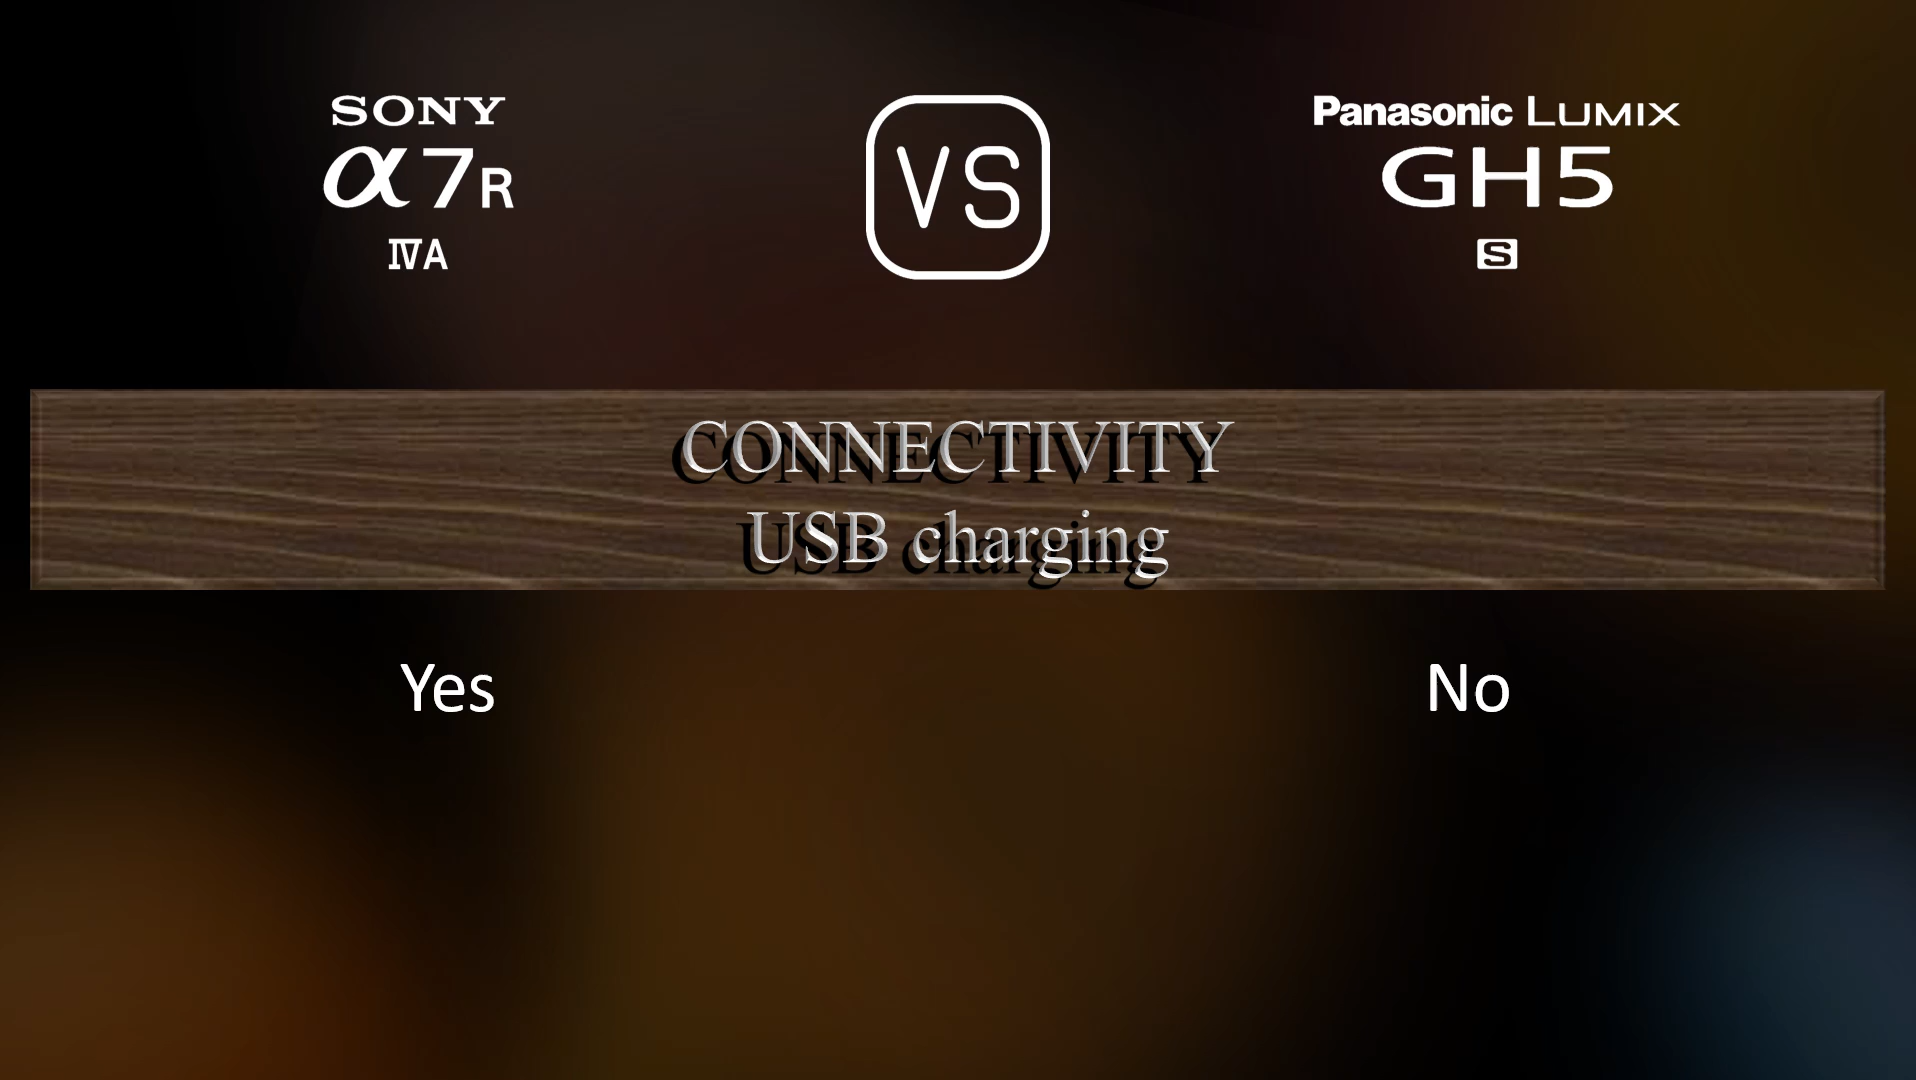 SONY
α7R
IVA
VS
Panasonic LUMIX
GH5
S
CONNECTIVITY
USB charging
Yes
No